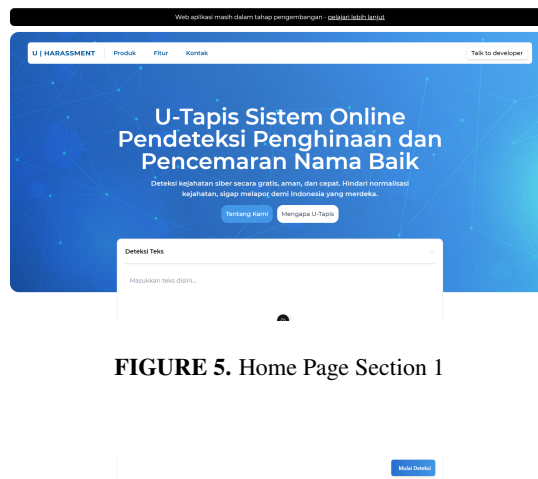 Web aplikasi masih dalam tahap pengembangan - pelajari lebih lanjut
U | HARASSMENT Produk Fitur Kontak Talk to developer
U-Tapis Sistem Online
Pendeteksi Penghinaan dan
Pencemaran Nama Baik
Deteksi kejahatan siber secara gratis, aman, dan cepat. Hindari normalisasi
kejahatan, sigap melapor demi Indonesia yang merdeka.
Tentang Kami Mengapa U-Tapis
Deteksi Teks
Masukkan teks disini...
FIGURE 5. Home Page Section 1
Mulai Deteksi